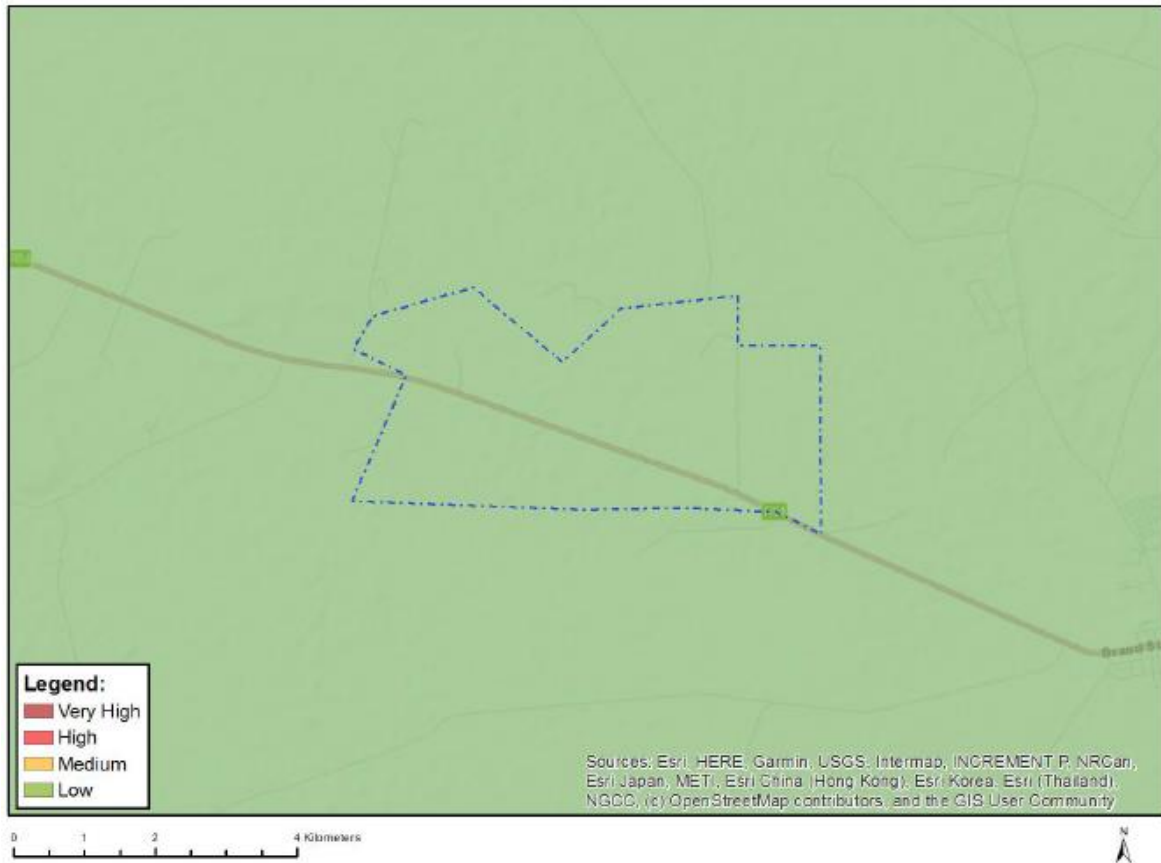 Brand S
Legend:
Very High
High
Medium
Low
Sources: Esri, HERE, Garmin, USGS, Intermap, INCREMENT P, NRCan,
Esri Japan, METI, Esri China (Hong Kong), Esri Korea, Esri (Thailand),
NGCC, (c) OpenStreetMap contributors, and the GIS User Community
0 1 2 4 Kilometers
N